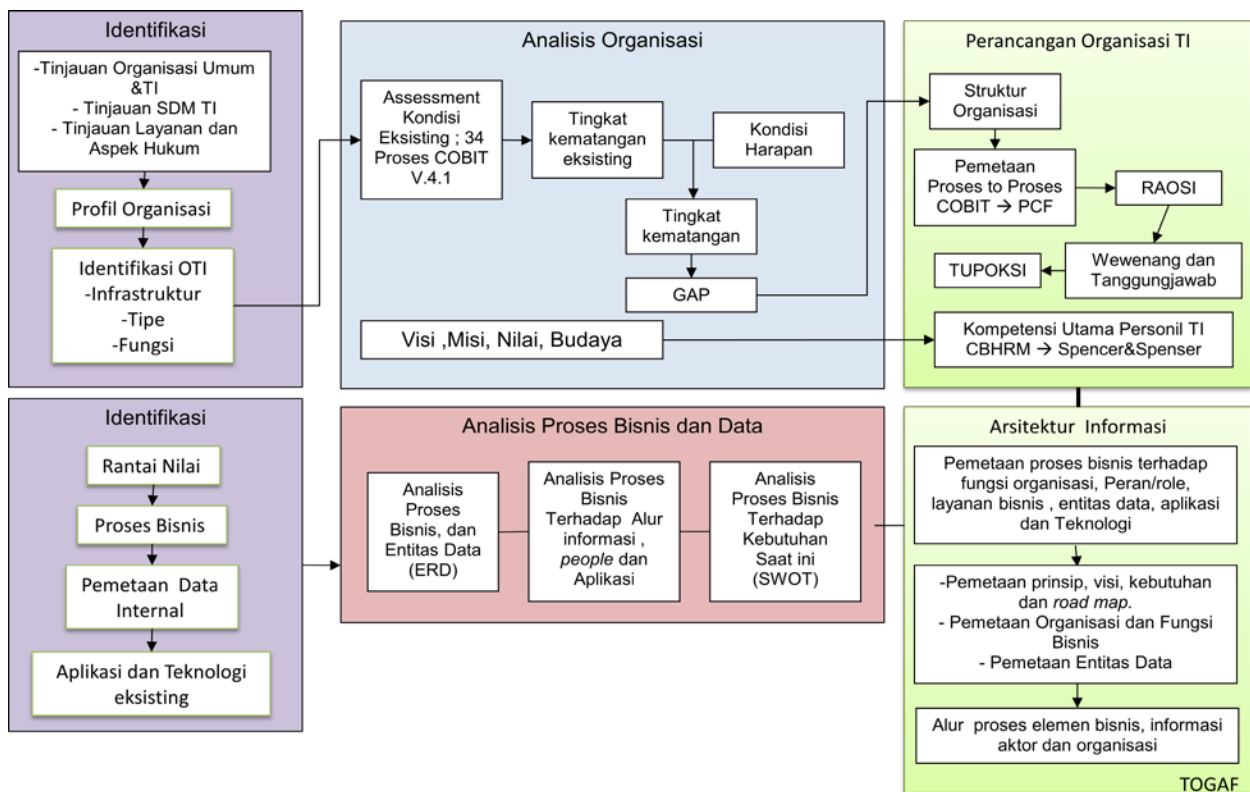 Identifikasi
-Tinjauan Organisasi Umum
&TI
- Tinjauan SDM TI
- Tinjauan Layanan dan
Aspek Hukum
Profil Organisasi
Identifikasi OTI
-Infrastruktur
-Tipe
-Fungsi
Analisis Organisasi
Assessment
Kondisi
Eksisting ; 34
Proses COBIT
V.4.1
Tingkat
kematangan
eksisting
Kondisi
Harapan
Tingkat
kematangan
GAP
Visi ,Misi, Nilai, Budaya
Perancangan Organisasi TI
Struktur
Organisasi
Pemetaan
Proses to Proses
COBIT → PCF
RAOSI
Wewenang dan
Tanggungjawab
TUPOKSI
Kompetensi Utama Personil TI
CBHRM → Spencer&Spenser
Identifikasi
Rantai Nilai
Proses Bisnis
Pemetaan Data
Internal
Aplikasi dan Teknologi
eksisting
Analisis Proses Bisnis dan Data
Analisis
Proses
Bisnis, dan
Entitas Data
(ERD)
Analisis Proses
Bisnis
Terhadap Alur
informasi ,
people dan
Aplikasi
Analisis
Proses Bisnis
Terhadap
Kebutuhan
Saat ini
(SWOT)
Arsitektur Informasi
Pemetaan proses bisnis terhadap
fungsi organisasi, Peran/role,
layanan bisnis , entitas data, aplikasi
dan Teknologi
-Pemetaan prinsip, visi, kebutuhan
dan road map.
- Pemetaan Organisasi dan Fungsi
Bisnis
- Pemetaan Entitas Data
Alur proses elemen bisnis, informasi
aktor dan organisasi
TOGAF